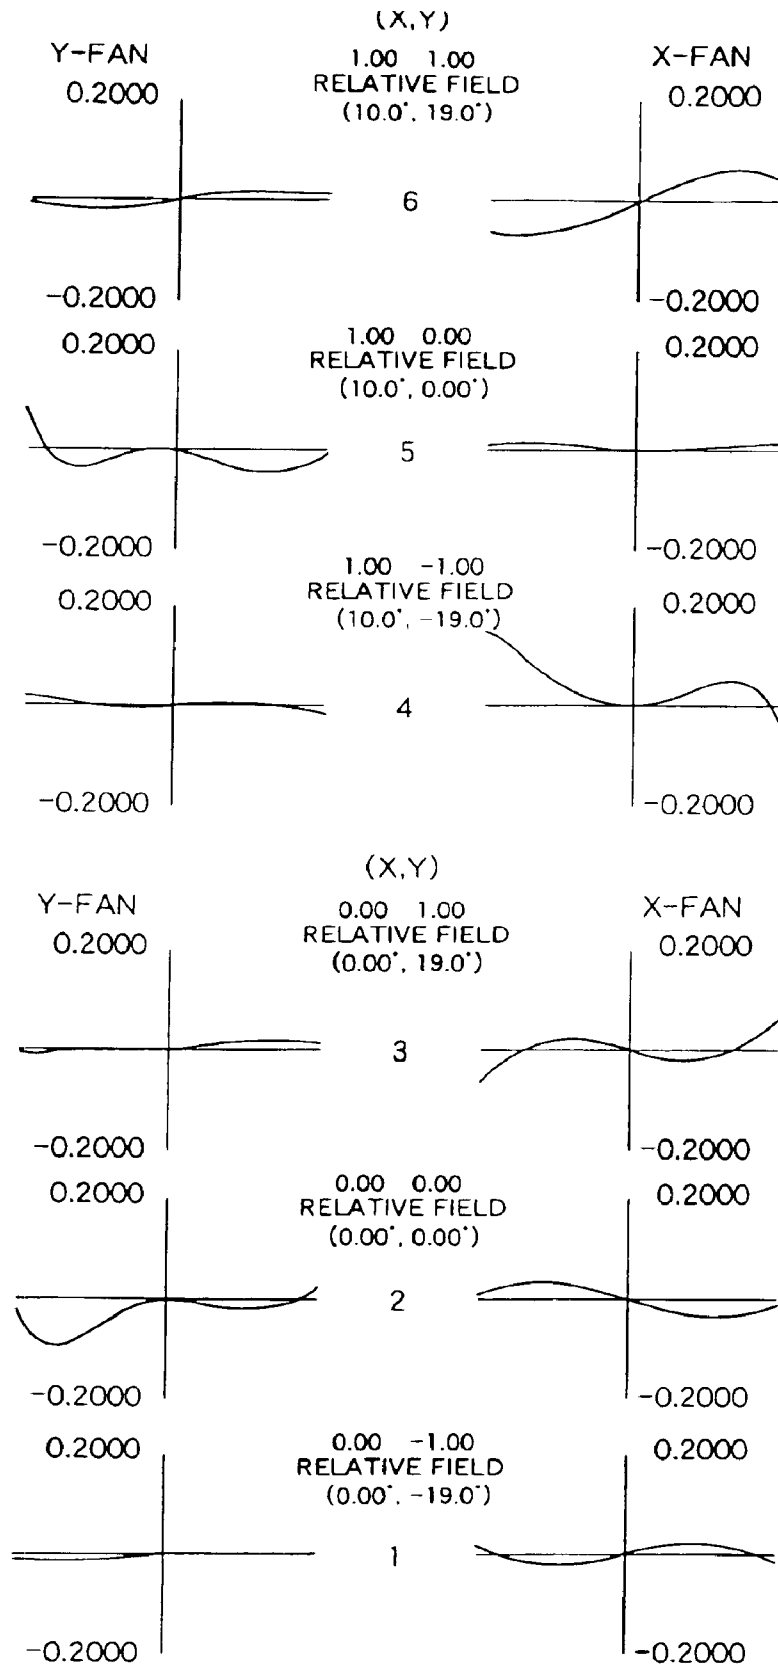 (X,Y)
Y-FAN 1.00 1.00 X-FAN
0.2000 RELATIVE FIELD 0.2000
(10.0°, 19.0°)
6
-0.2000 -0.2000
0.2000 1.00 0.00 0.2000
RELATIVE FIELD
(10.0°, 0.00°)
5
-0.2000 -0.2000
1.00 -1.00
0.2000 RELATIVE FIELD 0.2000
(10.0°, -19.0°)
4
-0.2000 -0.2000
(X,Y)
Y-FAN 0.00 1.00 X-FAN
0.2000 RELATIVE FIELD 0.2000
(0.00°, 19.0°)
3
-0.2000 -0.2000
0.2000 0.00 0.00 0.2000
RELATIVE FIELD
(0.00°, 0.00°)
2
-0.2000 -0.2000
0.2000 0.00 -1.00 0.2000
RELATIVE FIELD
(0.00°, -19.0°)
1
-0.2000 -0.2000